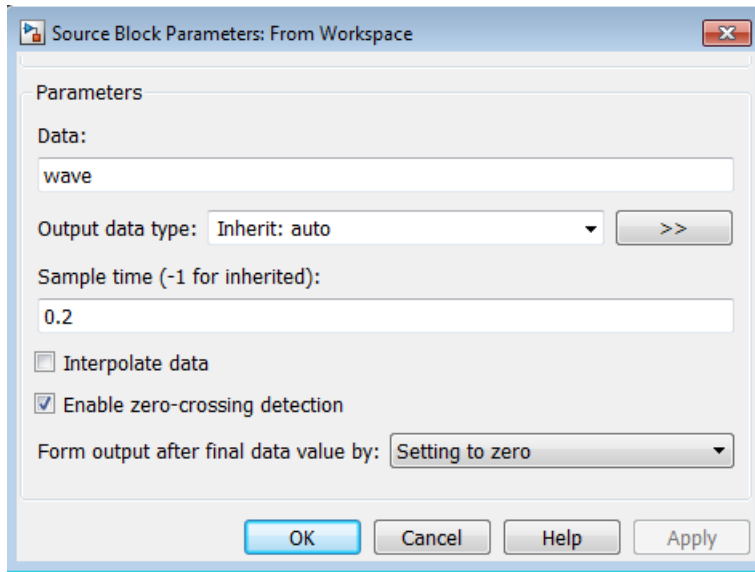 Source Block Parameters: From Workspace
Parameters
Data:
wave
Output data type: Inherit: auto >>
Sample time (-1 for inherited):
0.2
Interpolate data
Enable zero-crossing detection
Form output after final data value by: Setting to zero
OK Cancel Help Apply